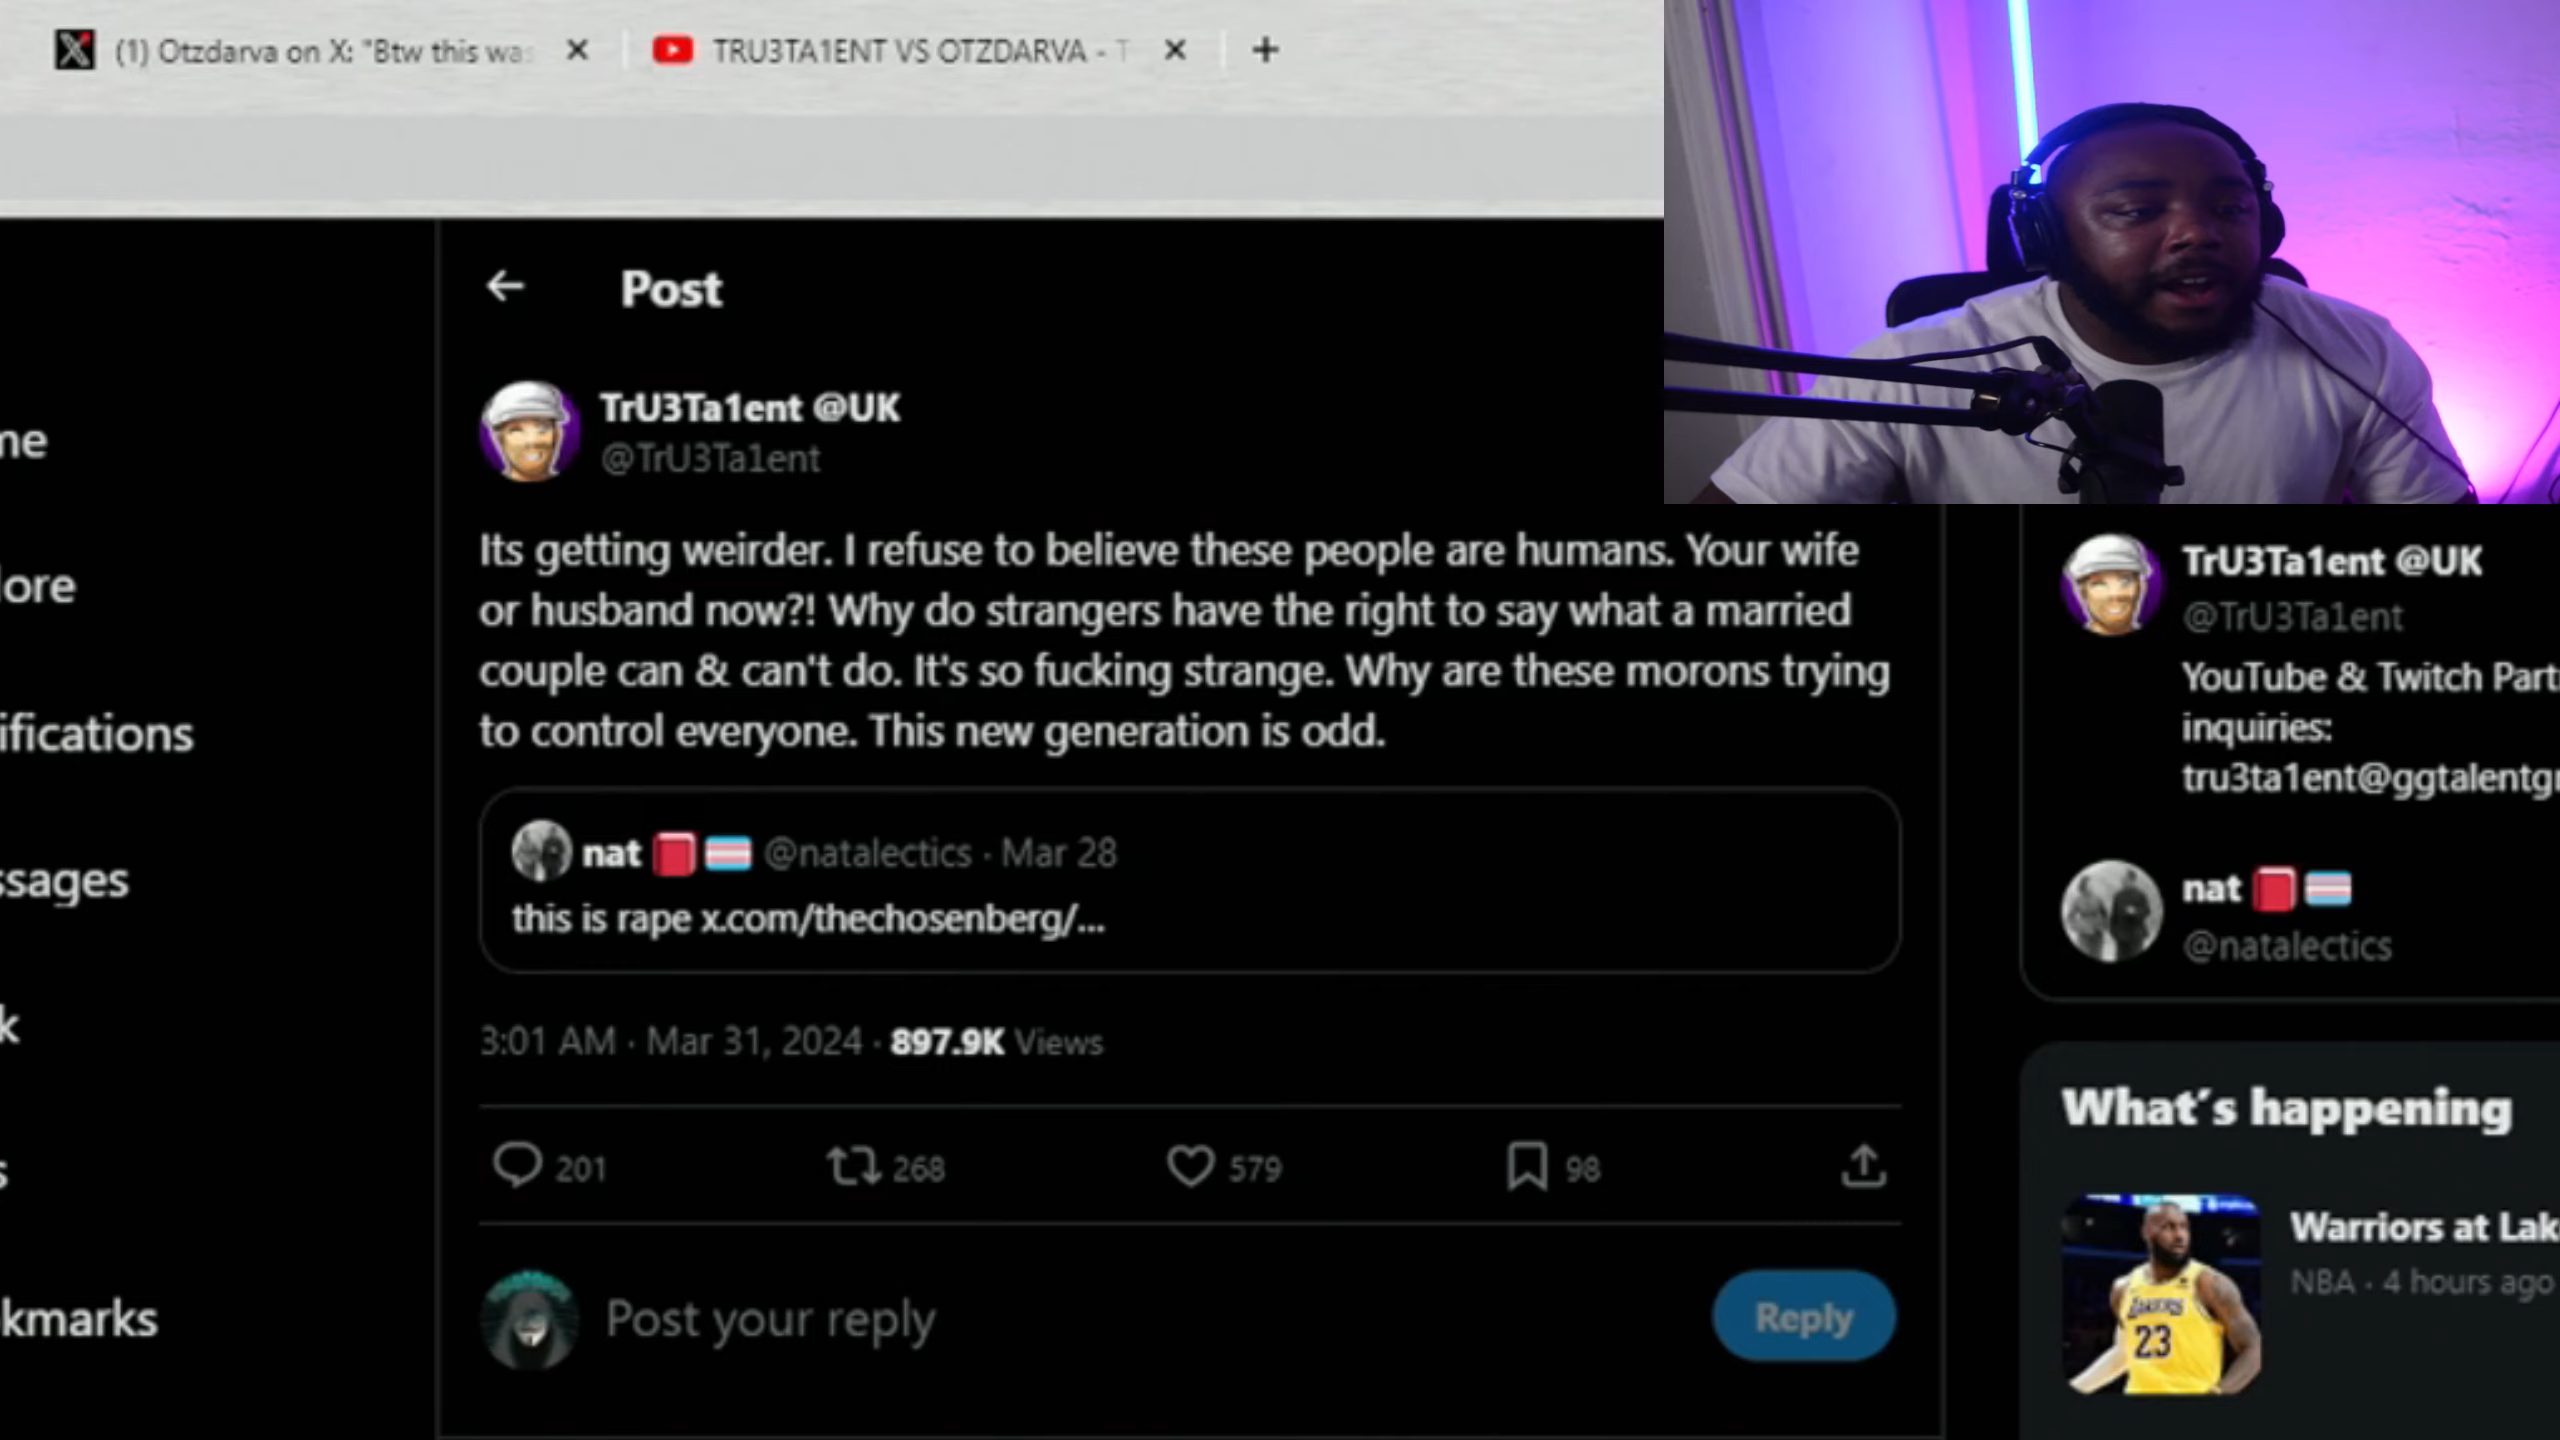 (1) Otzdarva on X: "Btw this was
TRU3TA1ENT VS OTZDARVA - T
Post
TrU3Ta1ent @UK
@TrU3Ta1ent
Its getting weirder. I refuse to believe these people are humans. Your wife
or husband now?! Why do strangers have the right to say what a married
couple can & can't do. It's so fucking strange. Why are these morons trying
to control everyone. This new generation is odd.
nat @natalectics · Mar 28
this is rape x.com/thechosenberg/...
3:01 AM · Mar 31, 2024 · 897.9K Views
201 268 579 98
Post your reply
Reply
me
lore
ifications
ssages
k
s
kmarks
TrU3Ta1ent @UK
@TrU3Ta1ent
YouTube & Twitch Part
inquiries:
tru3ta1ent@ggtalentgr
nat
@natalectics
What's happening
Warriors at Lak
NBA · 4 hours ago
LAKERS
23